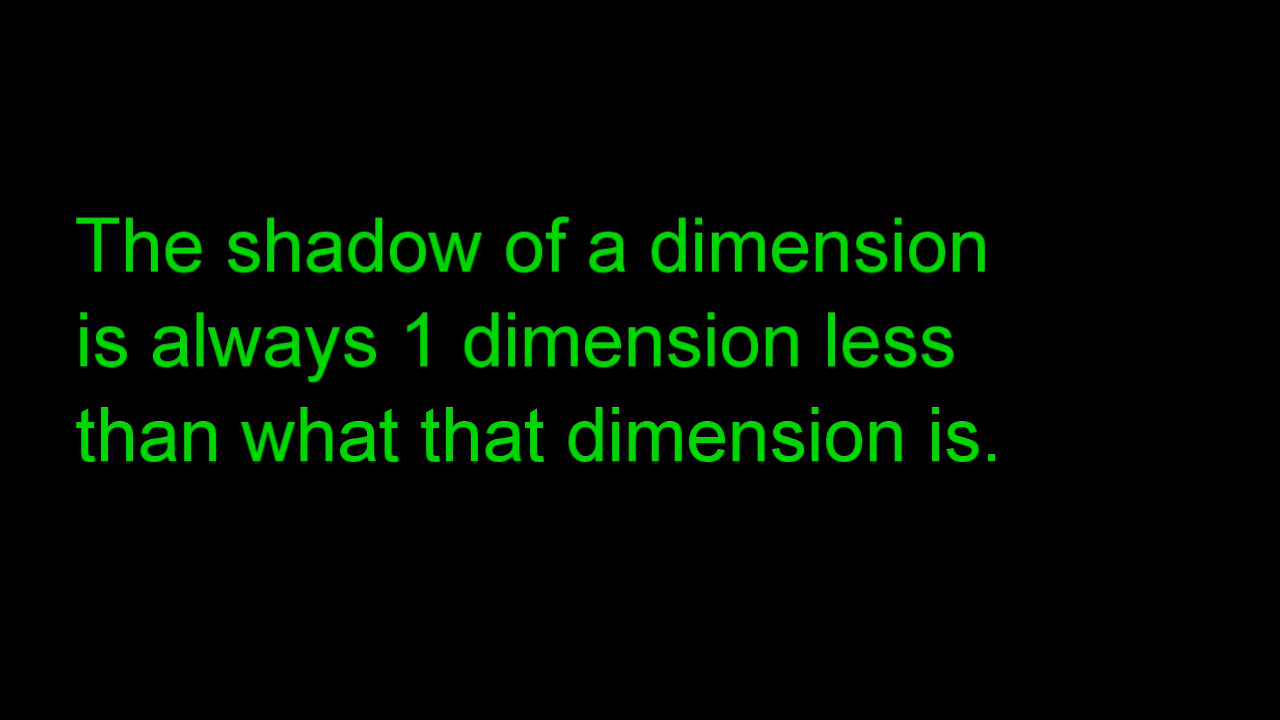 The shadow of a dimension
is always 1 dimension less
than what that dimension is.